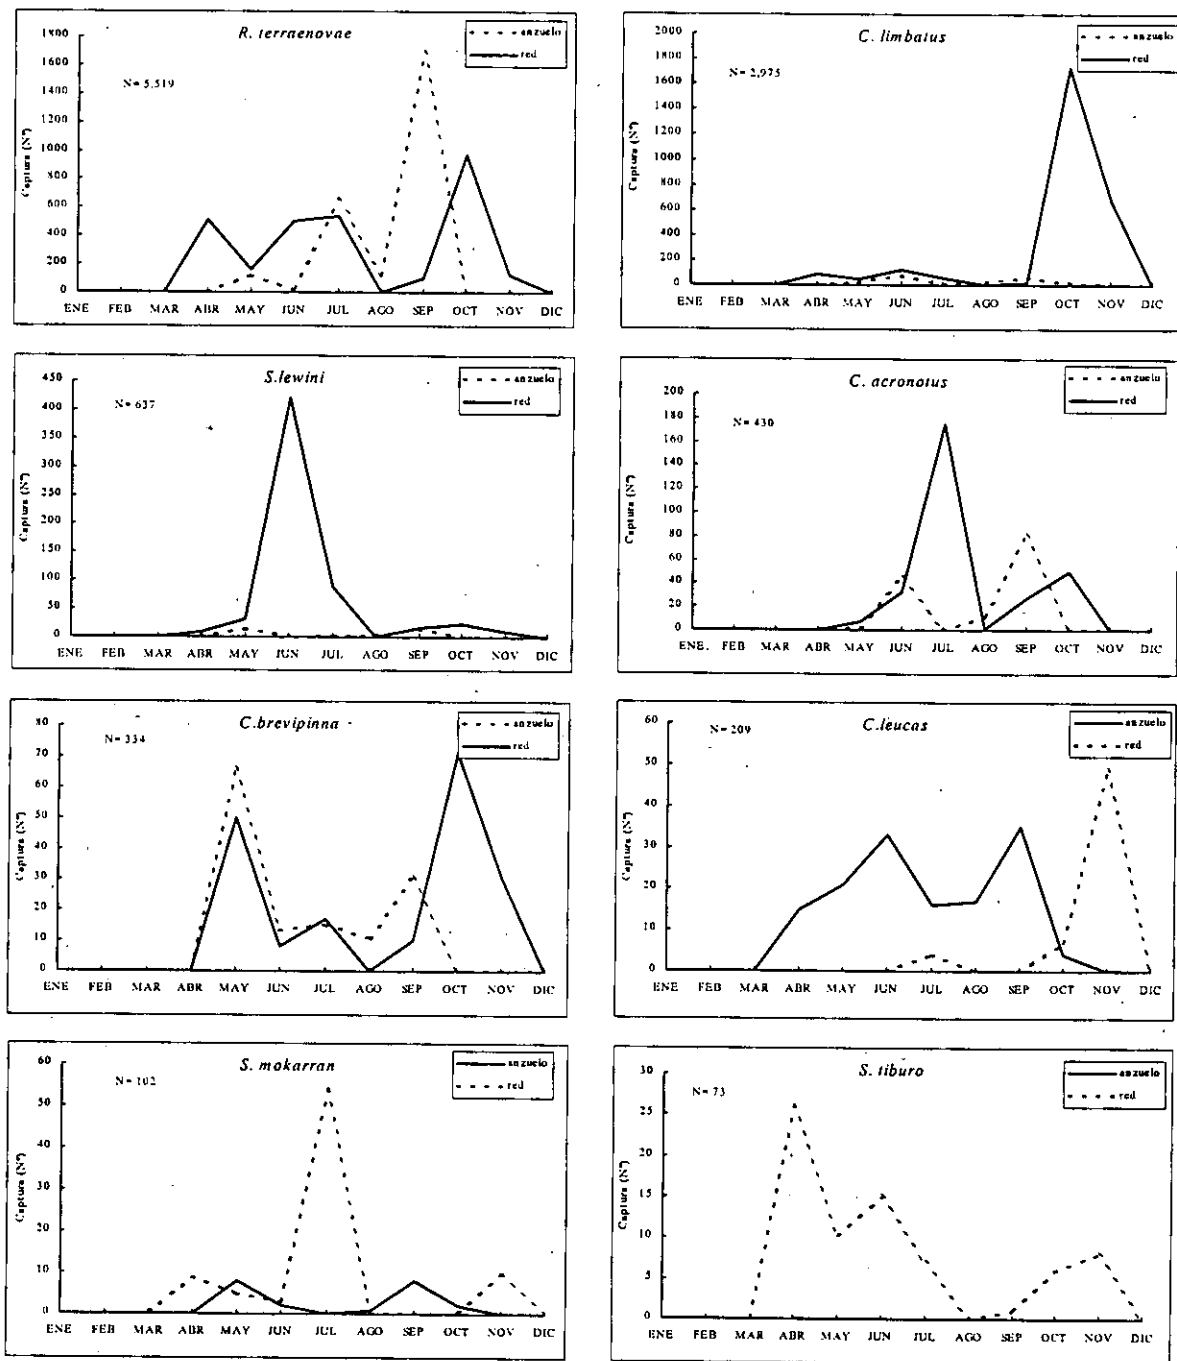 R. terraenovae
anzuelo
red
N= 5,519
Captura (Nº)
1800
1600
1400
1200
1000
800
600
400
200
0
ENE FEB MAR ABR MAY JUN JUL AGO SEP OCT NOV DIC
C. limbatus
anzuelo
red
N= 2,975
Captura (Nº)
2000
1800
1600
1400
1200
1000
800
600
400
200
0
ENE FEB MAR ABR MAY JUN JUL AGO SEP OCT NOV DIC
S.lewini
anzuelo
red
N= 637
Captura (Nº)
450
400
350
300
250
200
150
100
50
0
ENE FEB MAR ABR MAY JUN JUL AGO SEP OCT NOV DIC
C. acronotus
anzuelo
red
N= 430
Captura (Nº)
200
180
160
140
120
100
80
60
40
20
0
ENE. FEB MAR ABR MAY JUN JUL AGO SEP OCT NOV DIC
C.brevipinna
anzuelo
red
N= 334
Captura (Nº)
80
70
60
50
40
30
20
10
0
ENE FEB MAR ABR MAY JUN JUL AGO SEP OCT NOV DIC
C.leucas
anzuelo
red
N= 209
Captura (Nº)
60
50
40
30
20
10
0
ENE FEB MAR ABR MAY JUN JUL AGO SEP OCT NOV DIC
S. mokarran
anzuelo
red
N= 102
Captura (Nº)
60
50
40
30
20
10
0
ENE FEB MAR ABR MAY JUN JUL AGO SEP OCT NOV DIC
S. tiburo
anzuelo
red
N= 73
Captura (Nº)
30
25
20
15
10
5
0
ENE FEB MAR ABR MAY JUN JUL AGO SEP OCT NOV DIC